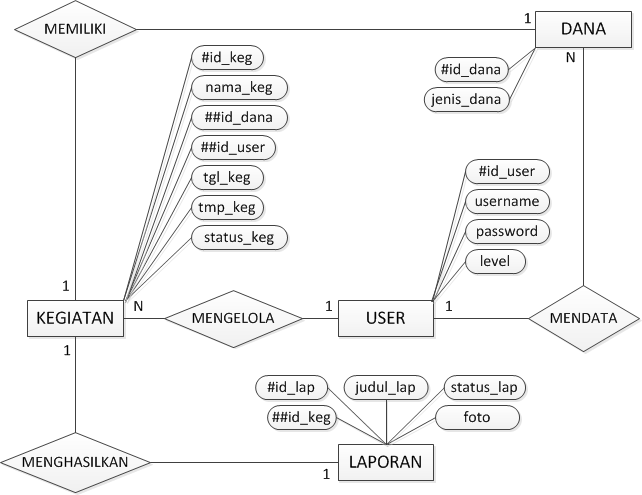 MEMILIKI
1
DANA
N
#id_keg
nama_keg
##id_dana
##id_user
tgl_keg
tmp_keg
status_keg
#id_dana
jenis_dana
#id_user
username
password
level
1
KEGIATAN
N
MENGELOLA
1
USER
1
MENDATA
1
#id_lap
judul_lap
status_lap
##id_keg
foto
MENGHASILKAN
1
LAPORAN